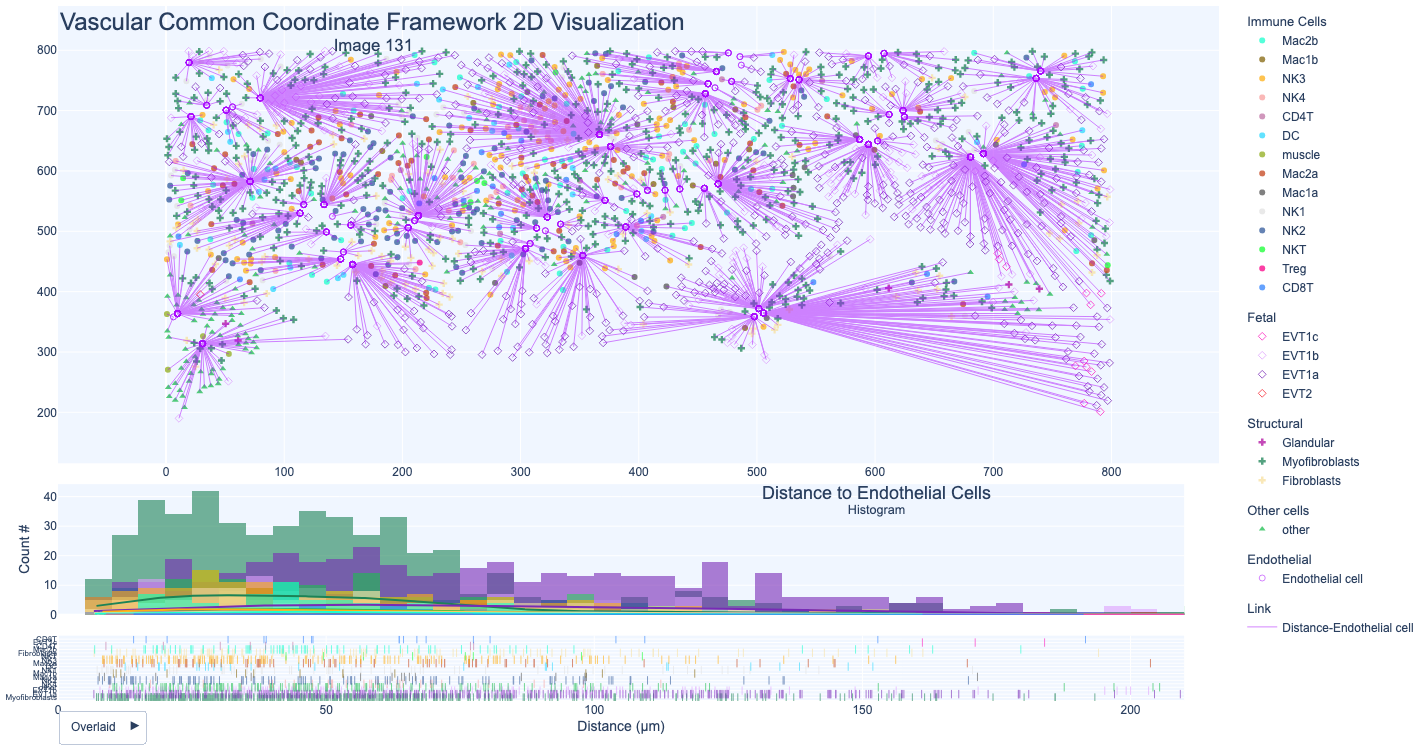 Vascular Common Coordinate Framework 2D Visualization
Image 131
800
700
600
500
400
300
200
0
100
200
300
400
500
600
700
800
Immune Cells
Mac2b
Mac1b
NK3
NK4
CD4T
DC
muscle
Mac2a
Mac1a
NK1
NK2
NKT
Treg
CD8T
Fetal
EVT1c
EVT1b
EVT1a
EVT2
Structural
Glandular
Myofibroblasts
Fibroblasts
Other cells
other
Endothelial
Endothelial cell
Link
Distance-Endothelial cell
Distance to Endothelial Cells
Histogram
Count #
40
30
20
10
0
CD8T
Fibroblasts
Myofibroblasts
0
50
100
150
200
Distance (μm)
Overlaid ►